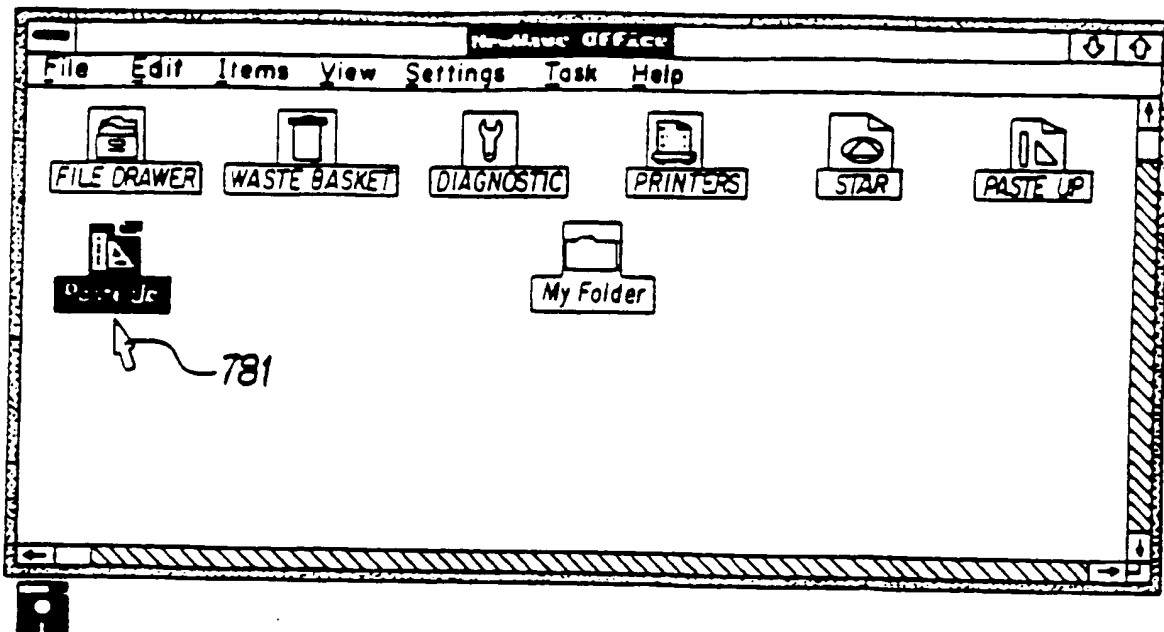 NewWave Office
File Edit Items View Settings Task Help
FILE DRAWER WASTE BASKET DIAGNOSTIC PRINTERS STAR PASTE UP
My Folder
781